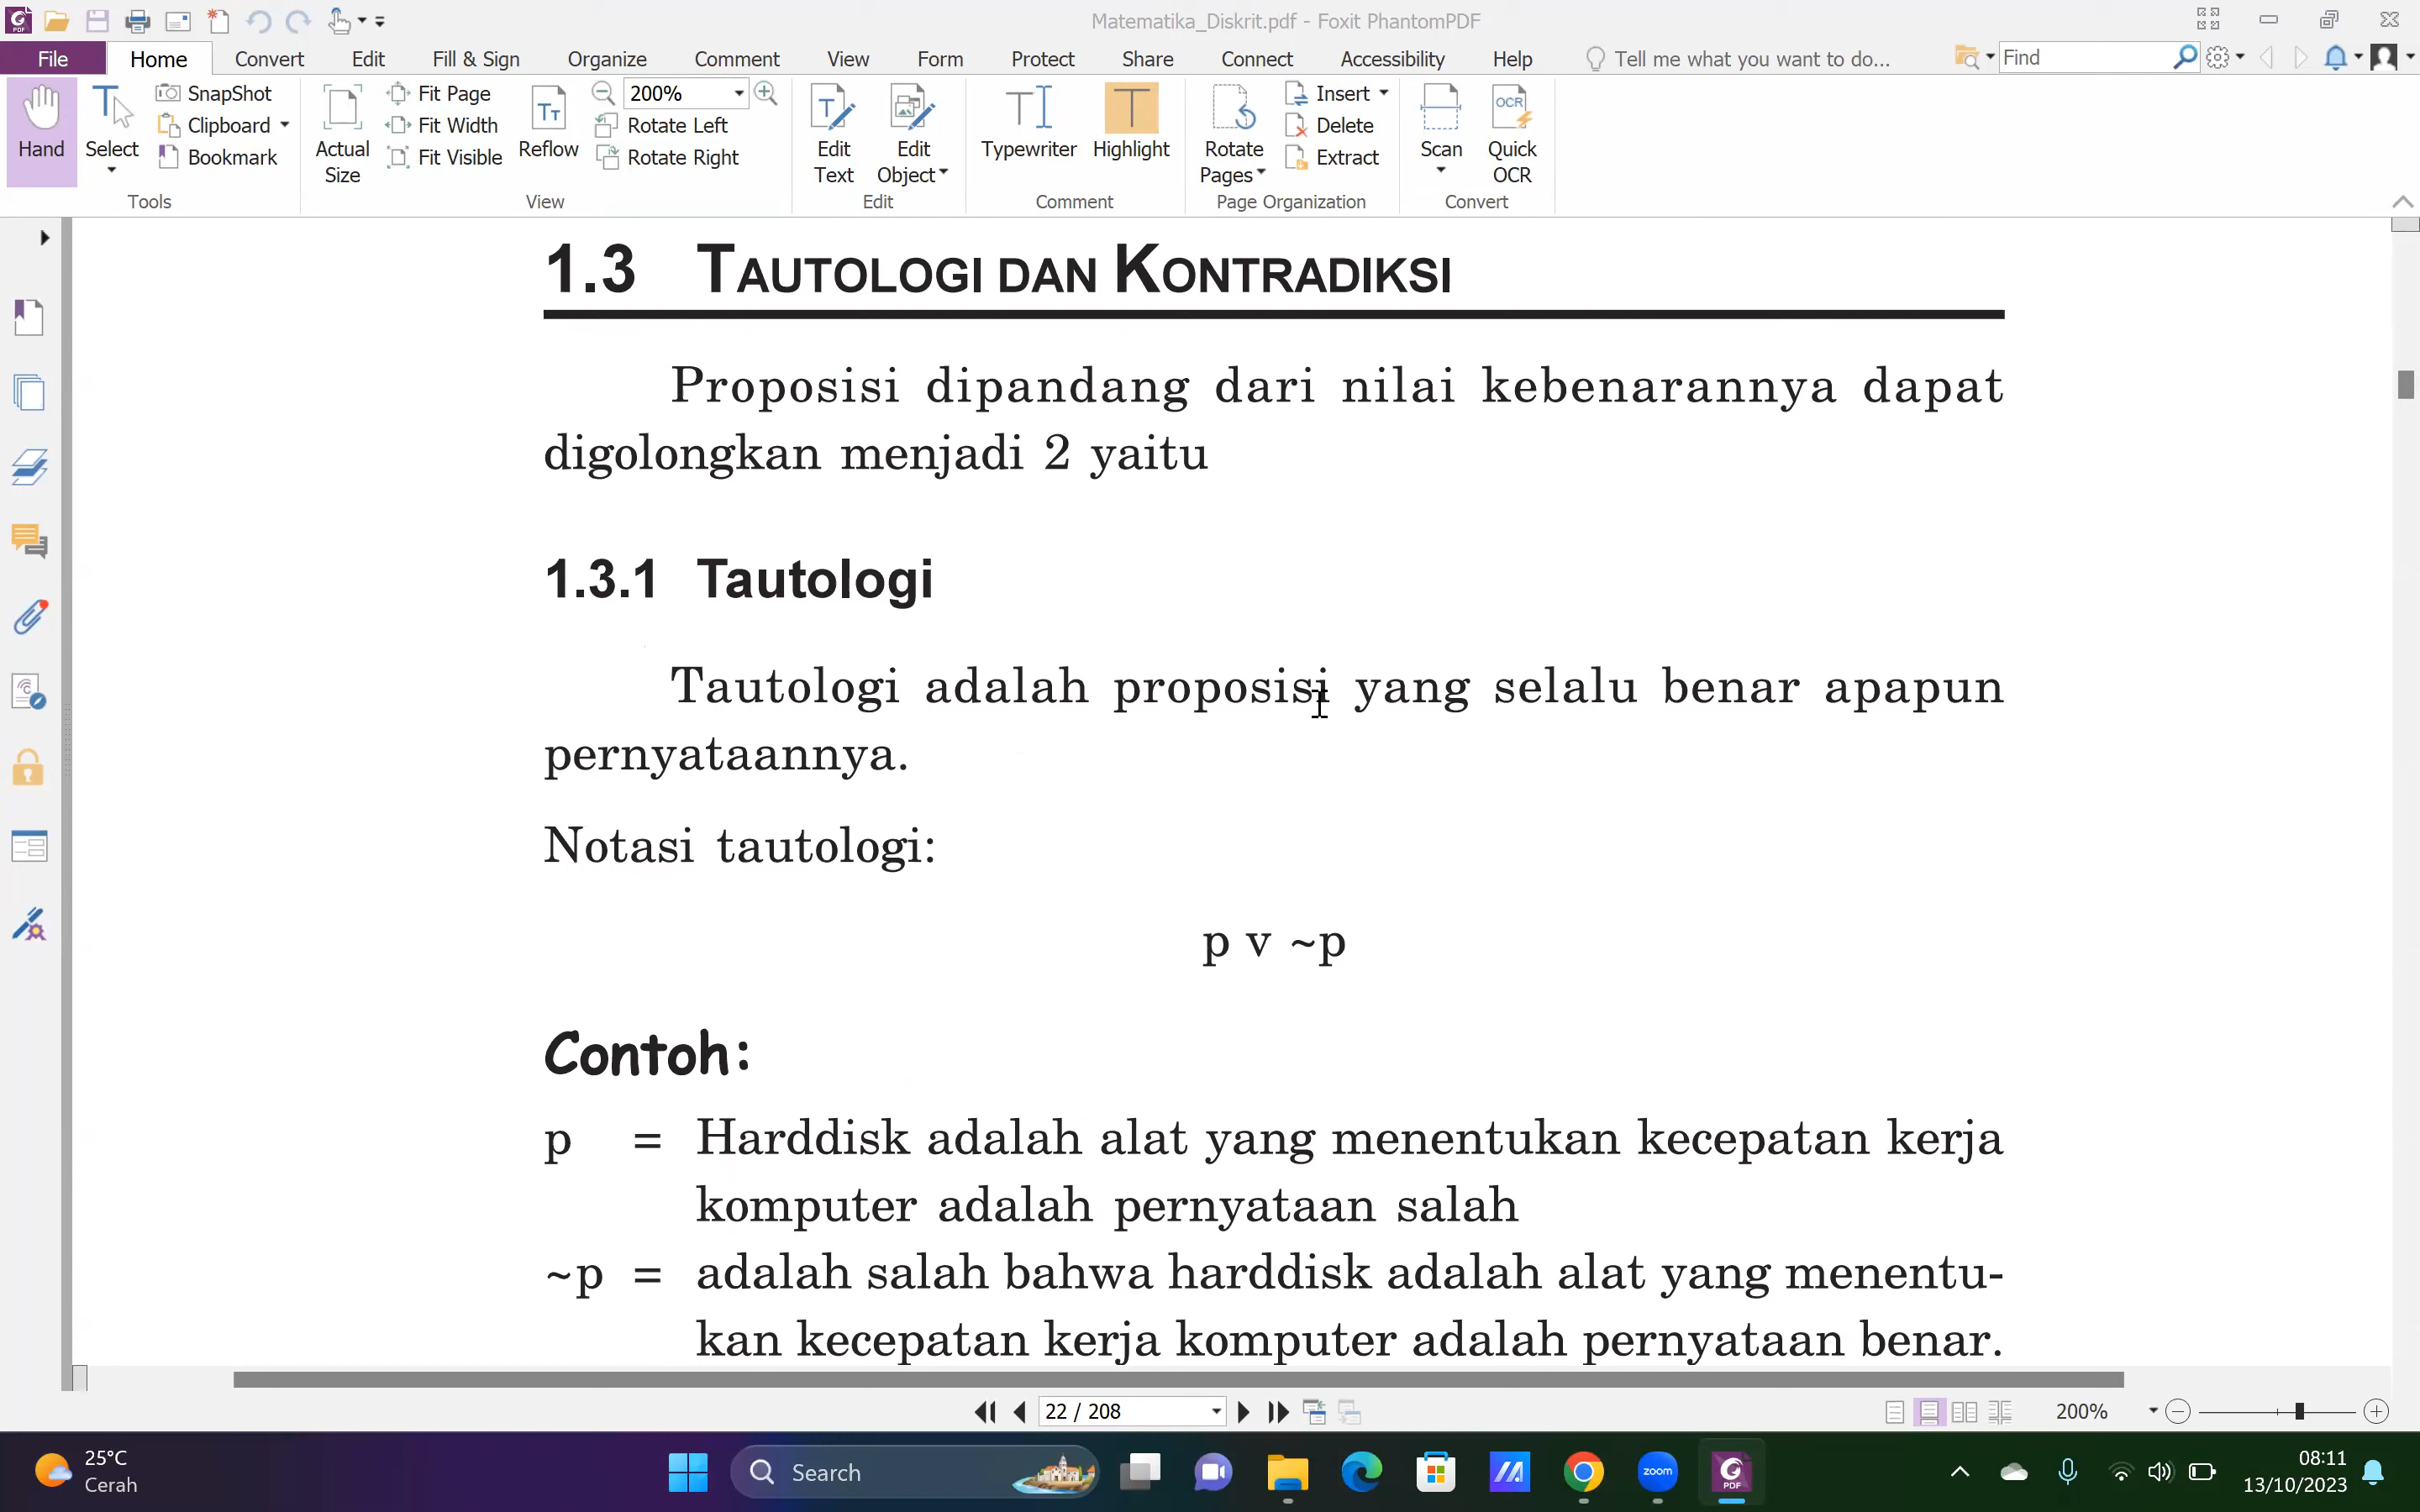 Matematika_Diskrit.pdf - Foxit PhantomPDF
File Home Convert Edit Fill & Sign Organize Comment View Form Protect Share Connect Accessibility Help Tell me what you want to do... Find
Hand
Select
SnapShot
Clipboard
Bookmark
Tools
Actual
Size
Fit Page
Fit Width
Fit Visible
Reflow
200%
Rotate Left
Rotate Right
View
Edit
Text
Edit
Object
Edit
Typewriter
Highlight
Comment
Rotate
Pages
Insert
Delete
Extract
Page Organization
Scan
OCR
Quick
OCR
Convert
1.3 TAUTOLOGI DAN KONTRADIKSI
Proposisi dipandang dari nilai kebenarannya dapat
digolongkan menjadi 2 yaitu
1.3.1 Tautologi
Tautologi adalah proposisi yang selalu benar apapun
pernyataannya.
Notasi tautologi:
p v ~p
Contoh:
p = Harddisk adalah alat yang menentukan kecepatan kerja
komputer adalah pernyataan salah
~p = adalah salah bahwa harddisk adalah alat yang menentu-
kan kecepatan kerja komputer adalah pernyataan benar.
22 / 208
200%
25°C
Cerah
Search
zoom
PDF
08:11
13/10/2023